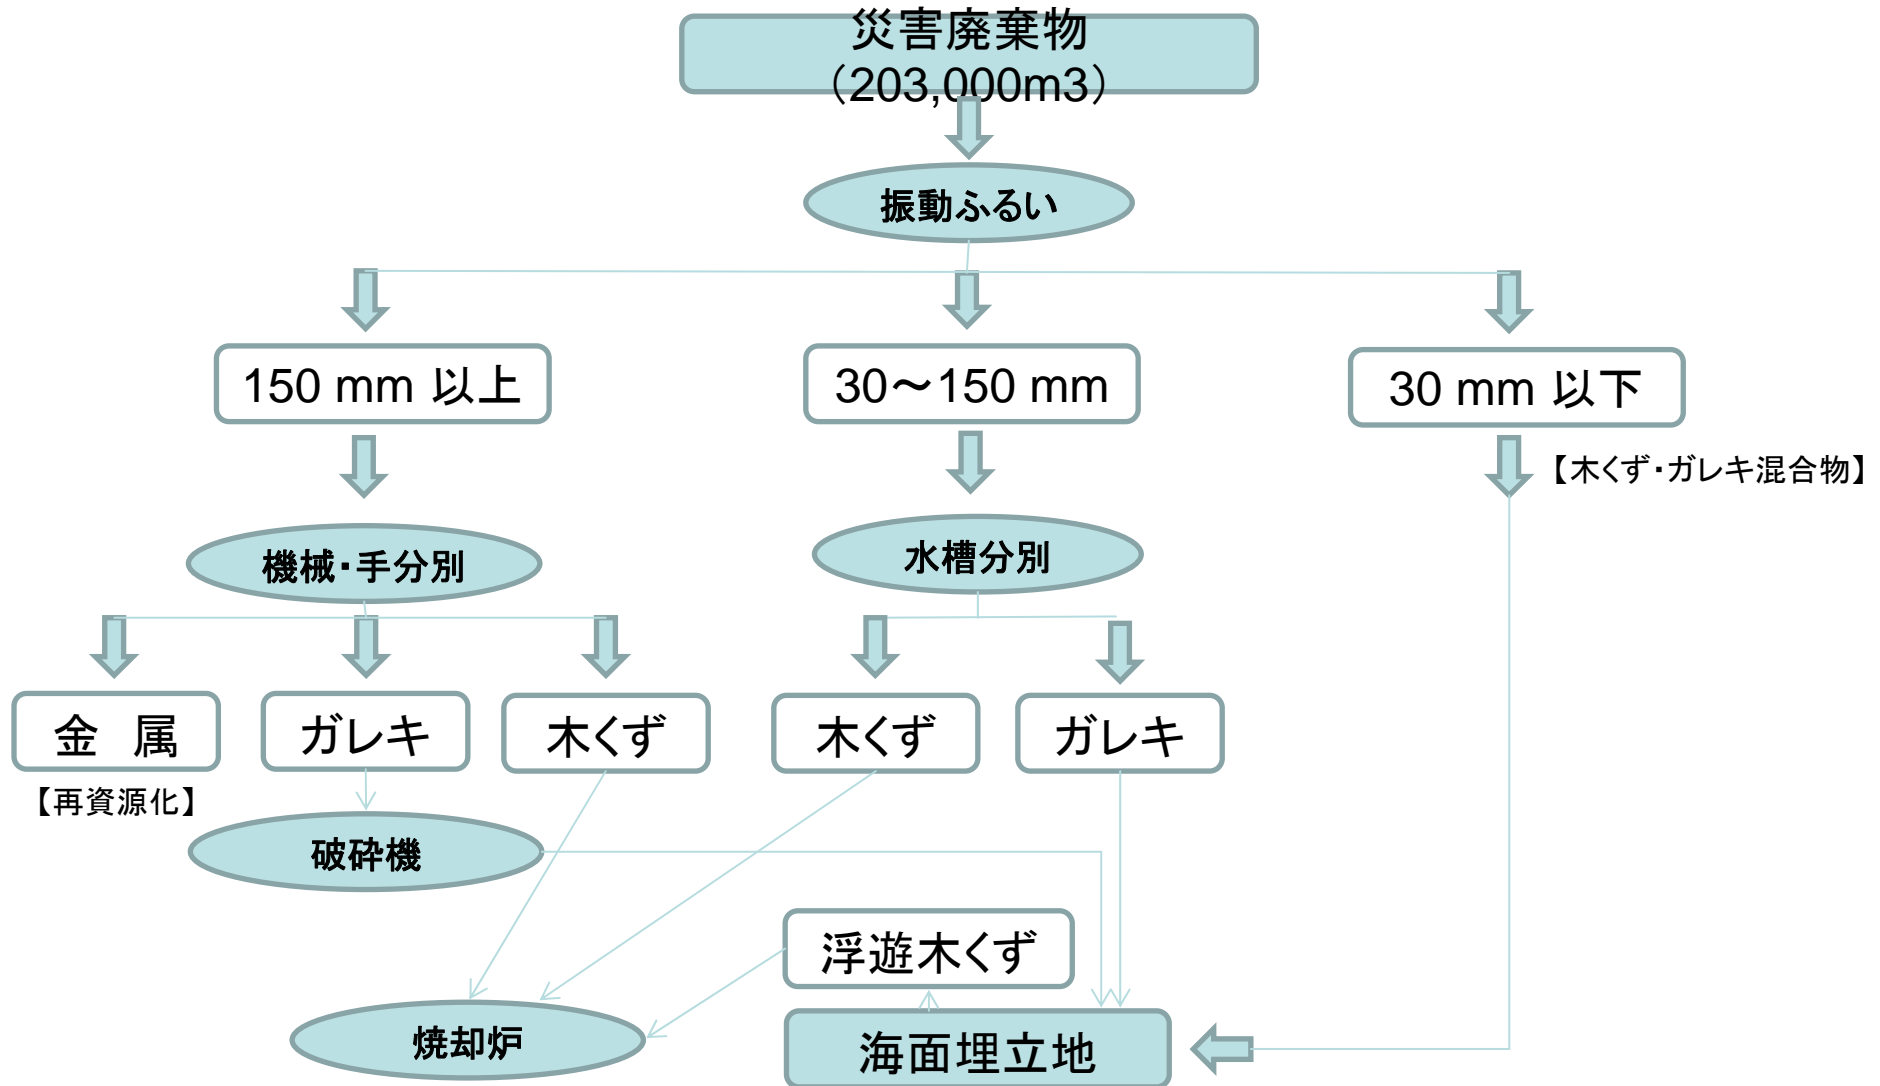 災害廃棄物
（203,000m3）
振動ふるい
150 mm 以上
30～150 mm
30 mm 以下
【木くず・ガレキ混合物】
機械・手分別
水槽分別
金　属
ガレキ
木くず
木くず
ガレキ
【再資源化】
破砕機
浮遊木くず
焼却炉
海面埋立地